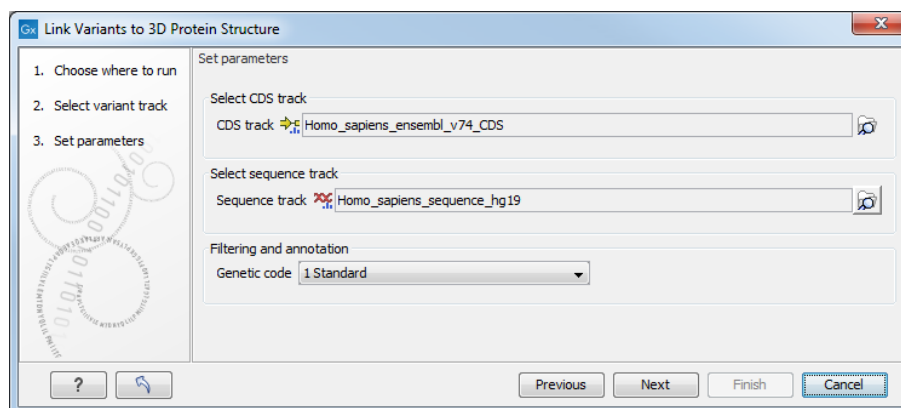 Gx Link Variants to 3D Protein Structure
1. Choose where to run
2. Select variant track
3. Set parameters
Set parameters
Select CDS track
CDS track Homo_sapiens_ensembl_v74_CDS
Select sequence track
Sequence track Homo_sapiens_sequence_hg19
Filtering and annotation
Genetic code 1 Standard
? Previous Next Finish Cancel